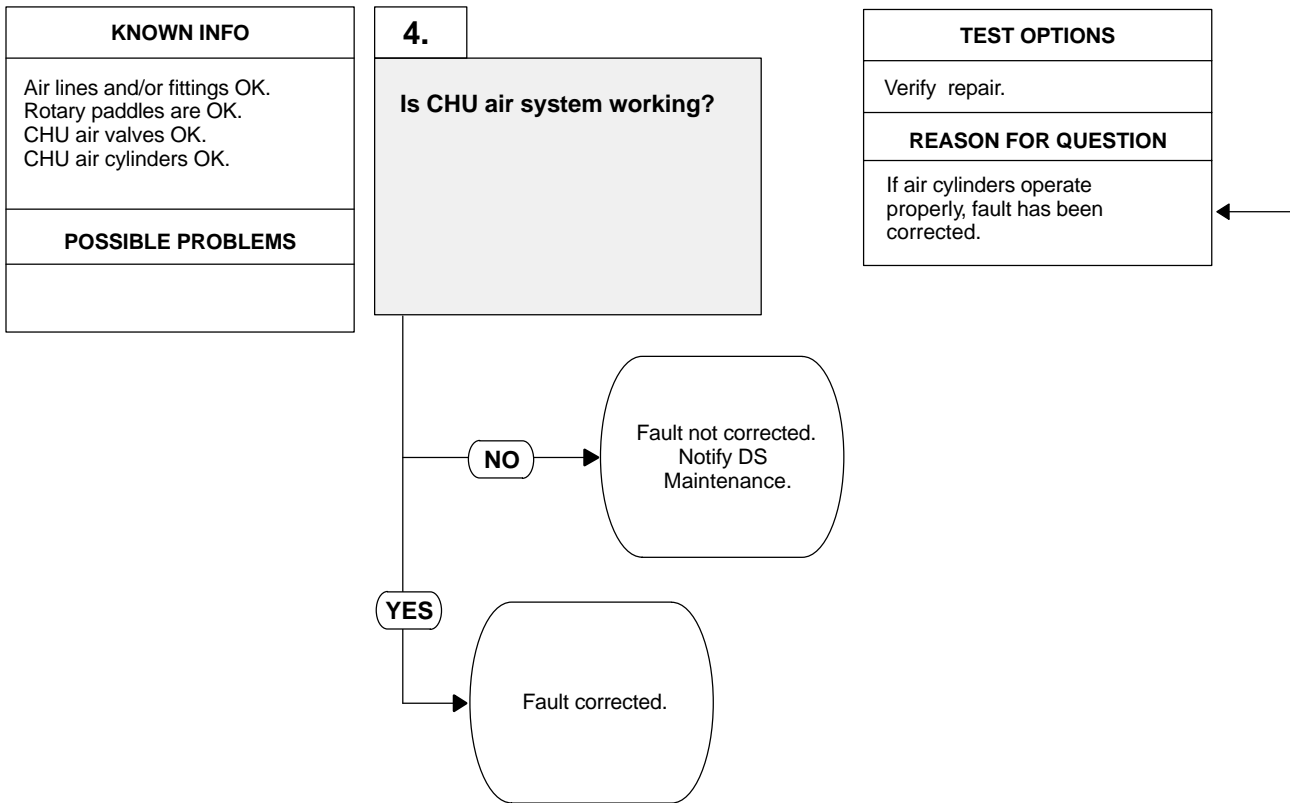 KNOWN INFO
Air lines and/or fittings OK.
Rotary paddles are OK.
CHU air valves OK.
CHU air cylinders OK.
POSSIBLE PROBLEMS
4.
Is CHU air system working?
TEST OPTIONS
Verify repair.
REASON FOR QUESTION
If air cylinders operate
properly, fault has been
corrected.
NO
Fault not corrected.
Notify DS
Maintenance.
YES
Fault corrected.